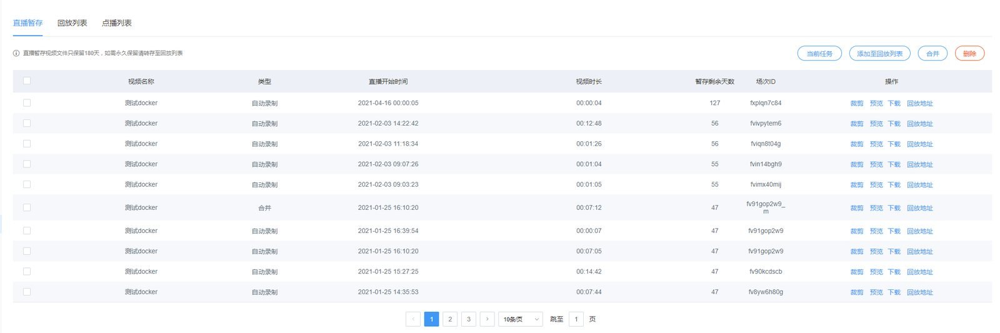 直播暂存 回放列表 点播列表
直播暂存视频文件只保留180天，如需永久保留请转存至回放列表 当前任务 添加至回放列表 合并 删除
视频名称 类型 直播开始时间 视频时长 暂存剩余天数 场次ID 操作
测试docker 自动录制 2021-04-16 00:00:05 00:00:04 127 fxplqn7c84 裁剪 预览 下载 回放地址
测试docker 自动录制 2021-02-03 14:22:42 00:12:48 56 fvivpytem6 裁剪 预览 下载 回放地址
测试docker 自动录制 2021-02-03 11:18:34 00:01:26 56 fviqn8t04g 裁剪 预览 下载 回放地址
测试docker 自动录制 2021-02-03 09:07:26 00:01:04 55 fvin14bgh9 裁剪 预览 下载 回放地址
测试docker 自动录制 2021-02-03 09:03:23 00:01:05 55 fvimx40mij 裁剪 预览 下载 回放地址
测试docker 合并 2021-01-25 16:10:20 00:07:12 47 fv91gop2w9_ 裁剪 预览 下载 回放地址
m
测试docker 自动录制 2021-01-25 16:39:54 00:00:07 47 fv91gop2w9 裁剪 预览 下载 回放地址
测试docker 自动录制 2021-01-25 16:10:20 00:07:05 47 fv91gop2w9 裁剪 预览 下载 回放地址
测试docker 自动录制 2021-01-25 15:27:25 00:14:42 47 fv90kcdscb 裁剪 预览 下载 回放地址
测试docker 自动录制 2021-01-25 14:35:53 00:07:44 47 fv8yw6h80g 裁剪 预览 下载 回放地址
1 2 3 10条/页 跳至 1 页